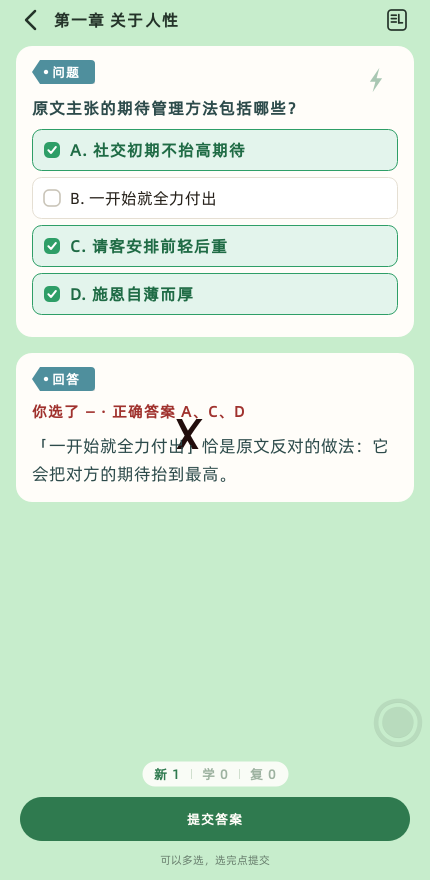 第一章 关于人性
问题
原文主张的期待管理方法包括哪些?
A. 社交初期不抬高期待
B. 一开始就全力付出
C. 请客安排前轻后重
D. 施恩自薄而厚
回答
你选了 — · 正确答案 A、C、D
「一开始就全力付出」恰是原文反对的做法：它
会把对方的期待抬到最高。
X
新 1 学 0 复 0
提交答案
可以多选，选完点提交